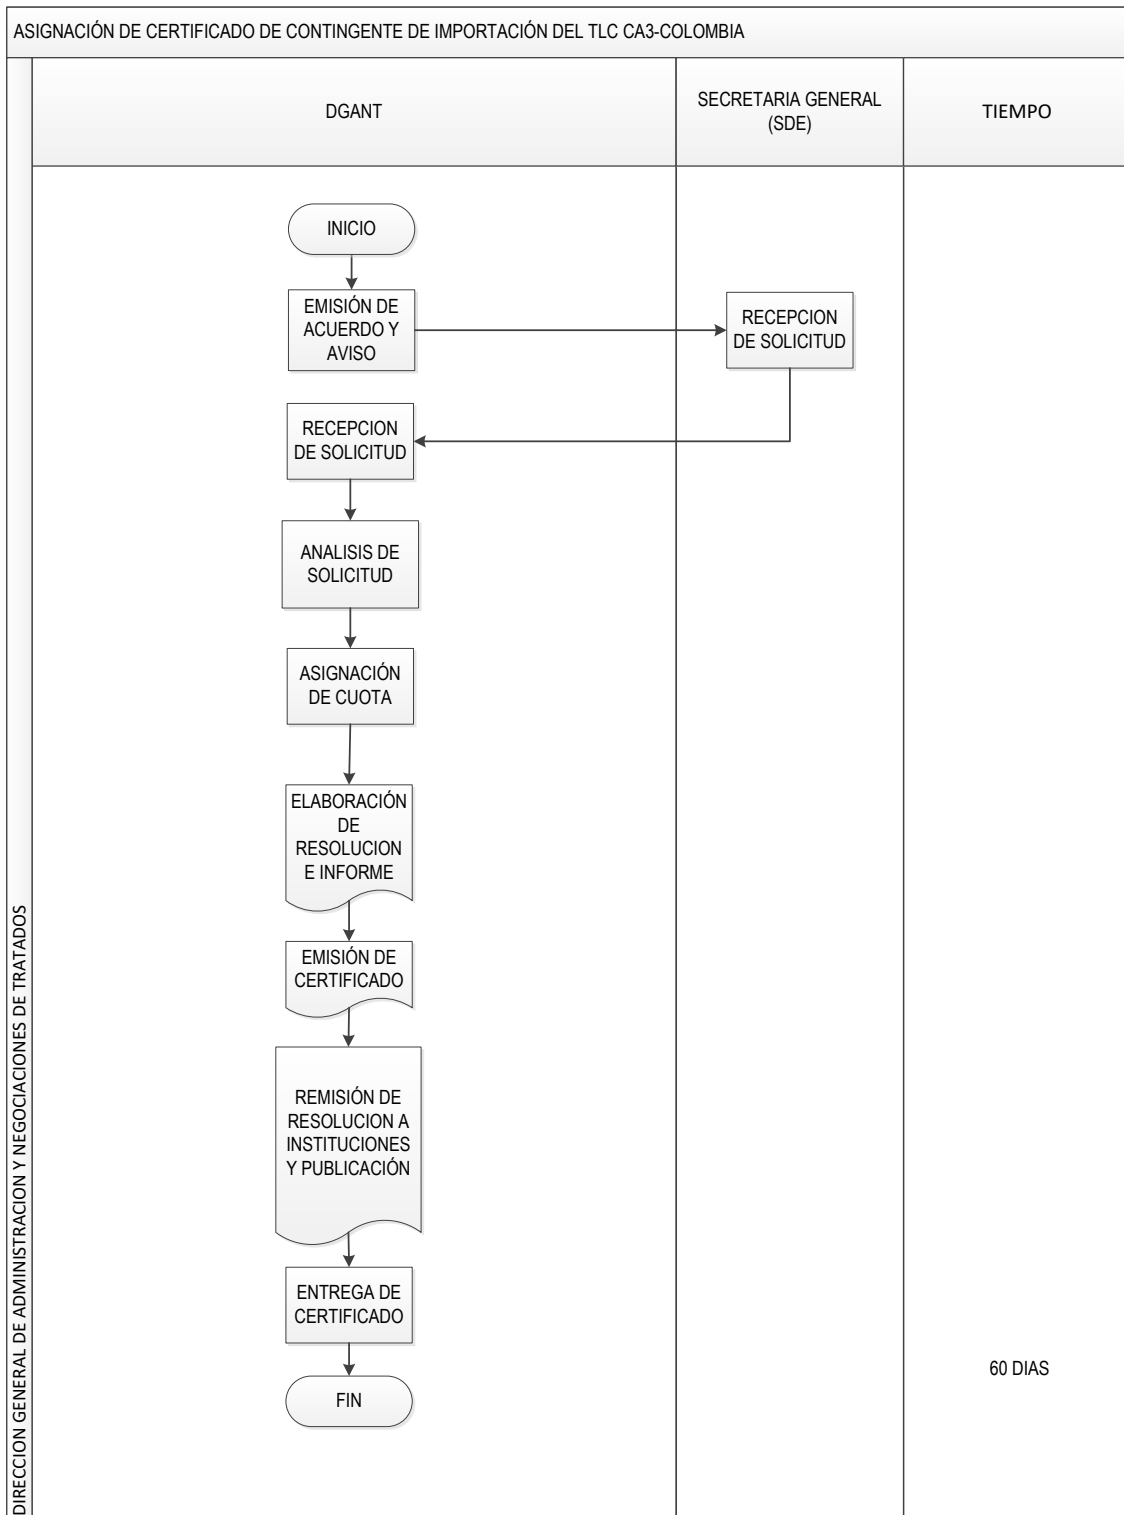 ASIGNACIÓN DE CERTIFICADO DE CONTINGENTE DE IMPORTACIÓN DEL TLC CA3-COLOMBIA
DIRECCION GENERAL DE ADMINISTRACION Y NEGOCIACIONES DE TRATADOS
DGANT
SECRETARIA GENERAL
(SDE)
TIEMPO
INICIO
EMISIÓN DE
ACUERDO Y
AVISO
RECEPCION
DE SOLICITUD
RECEPCION
DE SOLICITUD
ANALISIS DE
SOLICITUD
ASIGNACIÓN
DE CUOTA
ELABORACIÓN
DE
RESOLUCION
E INFORME
EMISIÓN DE
CERTIFICADO
REMISIÓN DE
RESOLUCION A
INSTITUCIONES
Y PUBLICACIÓN
ENTREGA DE
CERTIFICADO
60 DIAS
FIN